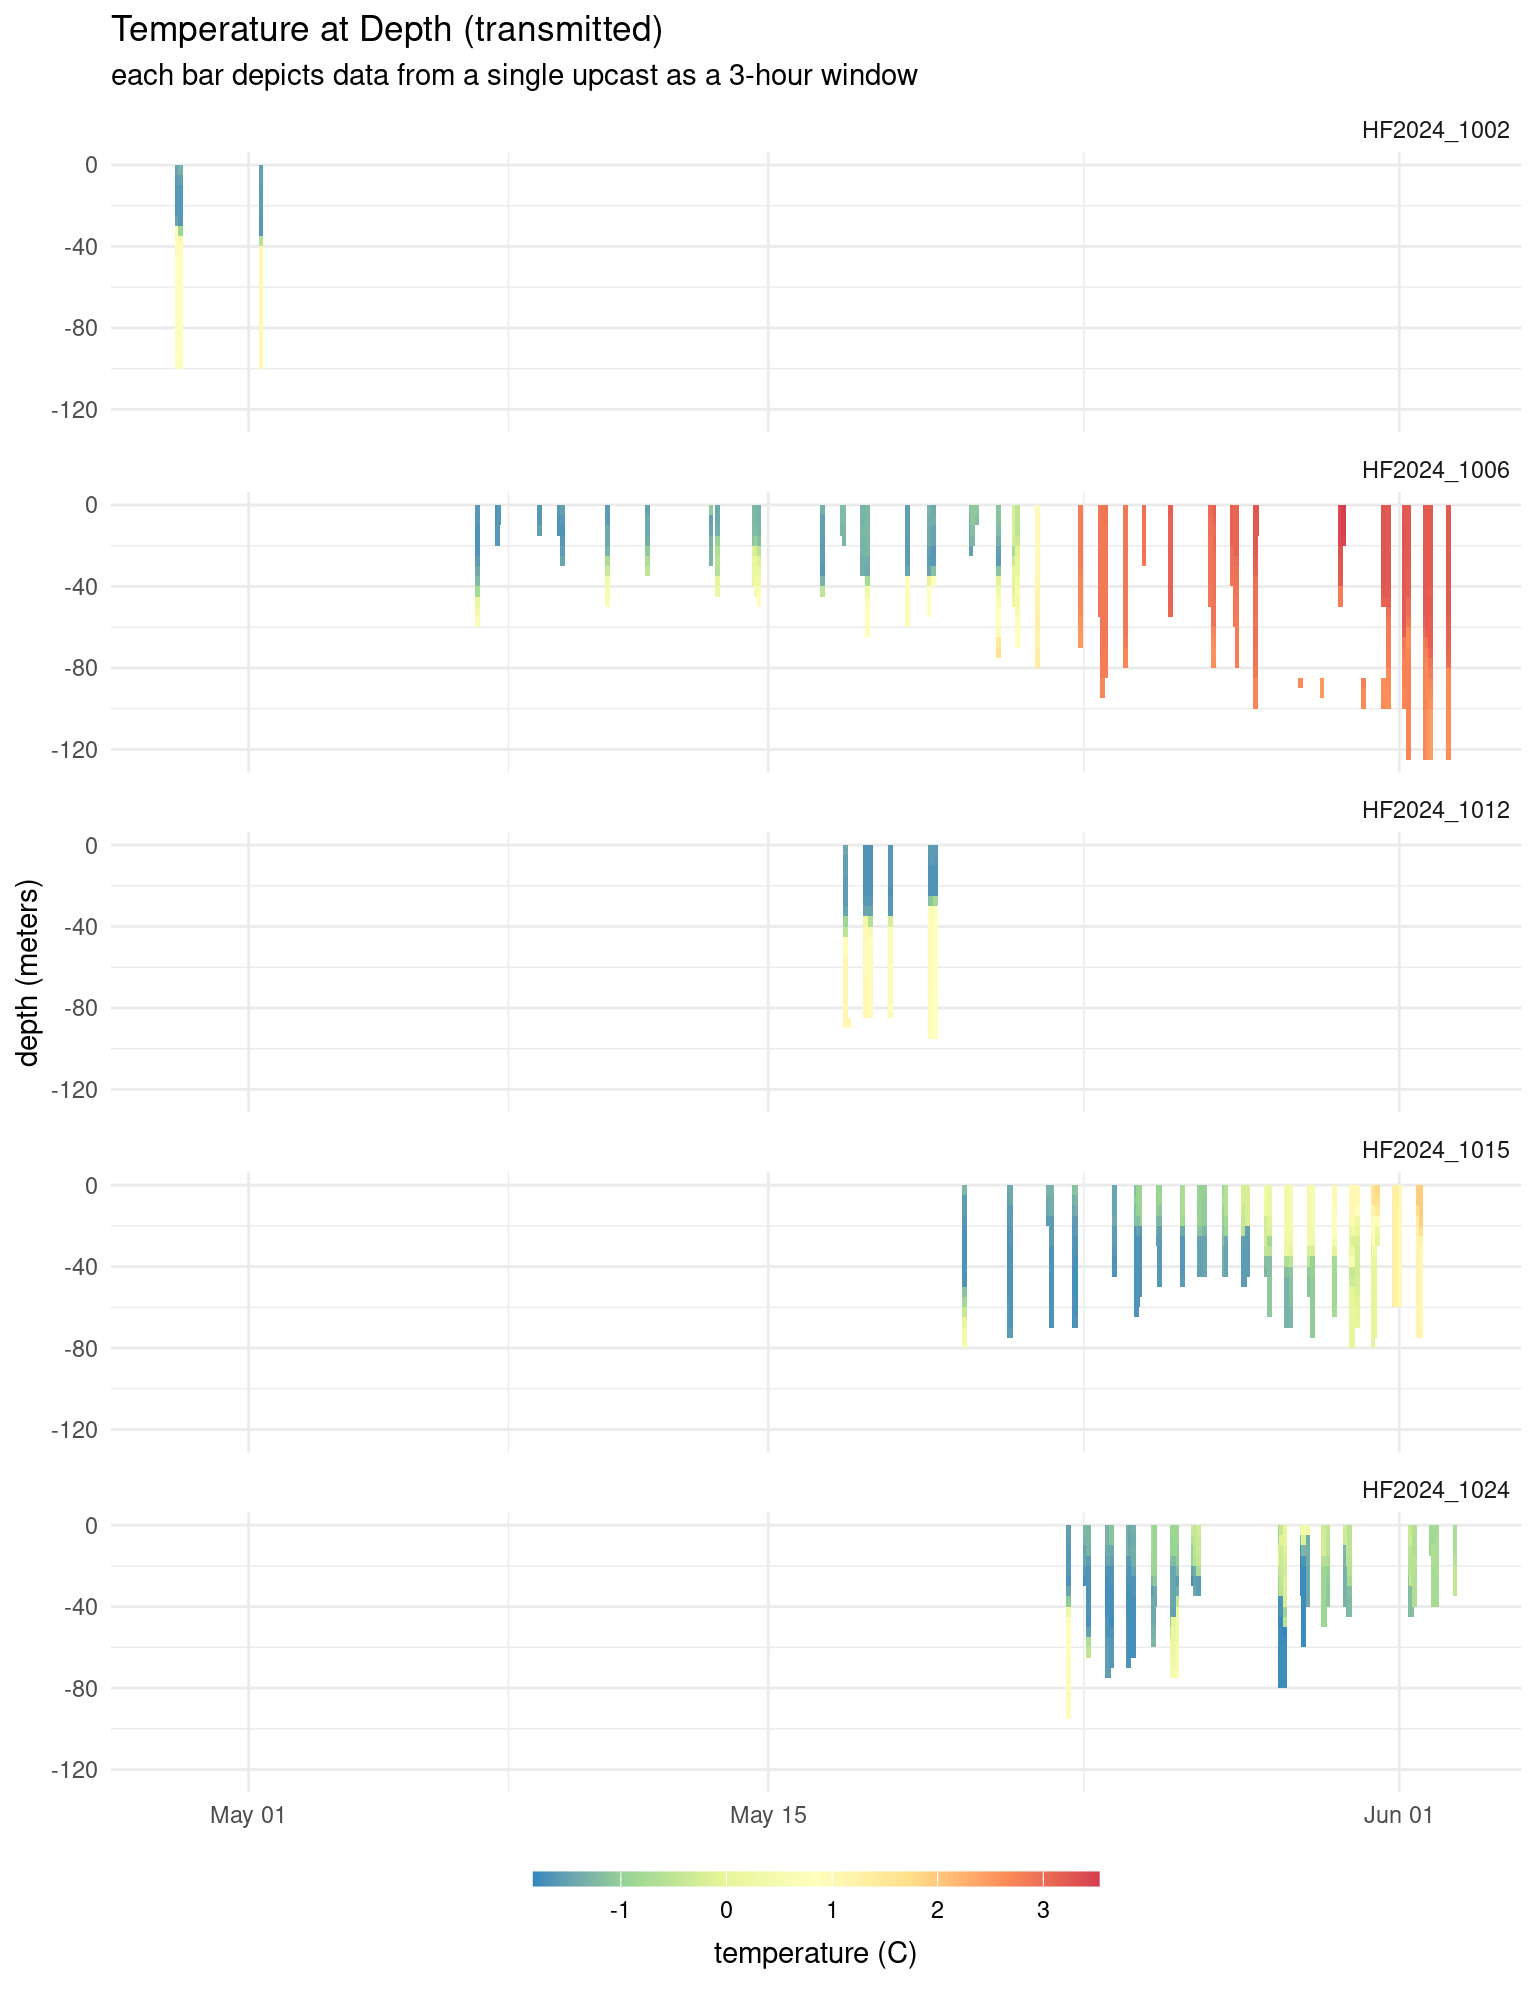 Temperature at Depth (transmitted)
each bar depicts data from a single upcast as a 3-hour window
HF2024_1002
0
-40
-80
-120
HF2024_1006
0
-40
-80
-120
HF2024_1012
0
-40
-80
-120
depth (meters)
HF2024_1015
0
-40
-80
-120
HF2024_1024
0
-40
-80
-120
May 01 May 15 Jun 01
-1 0 1 2 3
temperature (C)